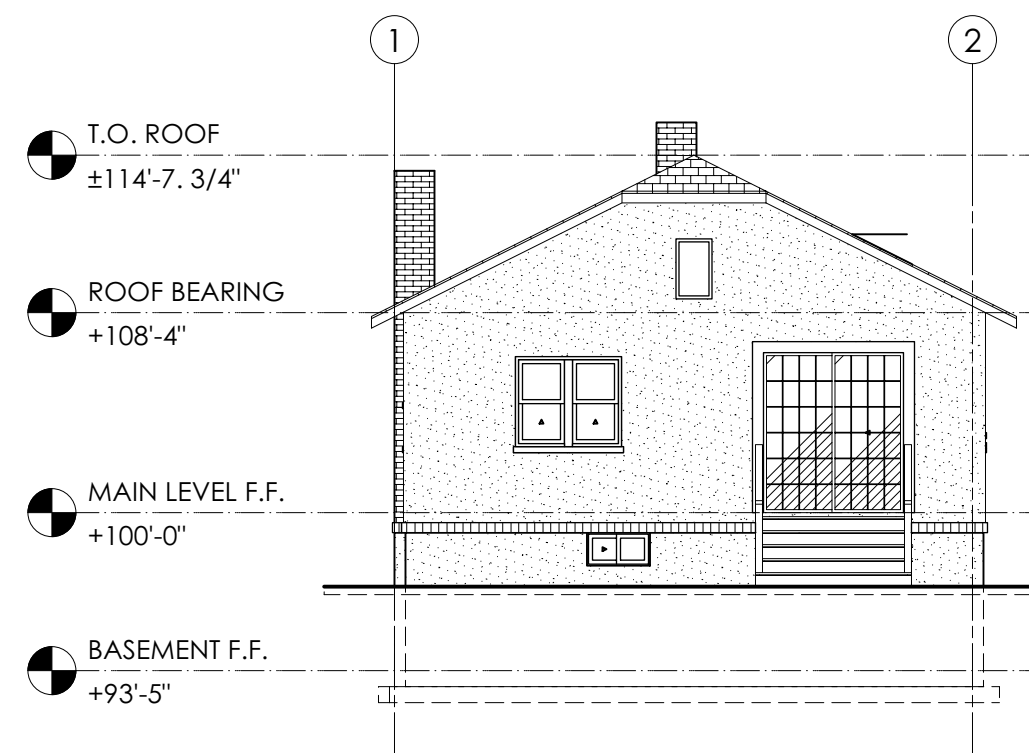 1
2
T.O. ROOF
±114'-7. 3/4"
ROOF BEARING
+108'-4"
MAIN LEVEL F.F.
+100'-0"
BASEMENT F.F.
+93'-5"